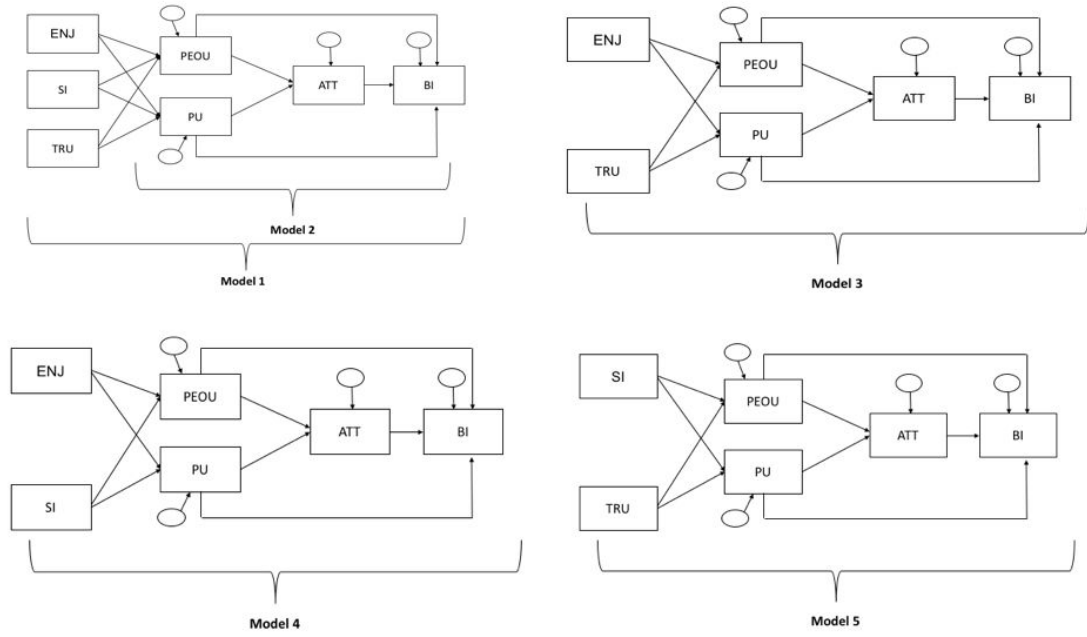 ENJ
SI
TRU
PEOU
PU
ATT
BI
Model 2
Model 1
ENJ
TRU
PEOU
PU
ATT
BI
Model 3
ENJ
SI
PEOU
PU
ATT
BI
Model 4
SI
TRU
PEOU
PU
ATT
BI
Model 5